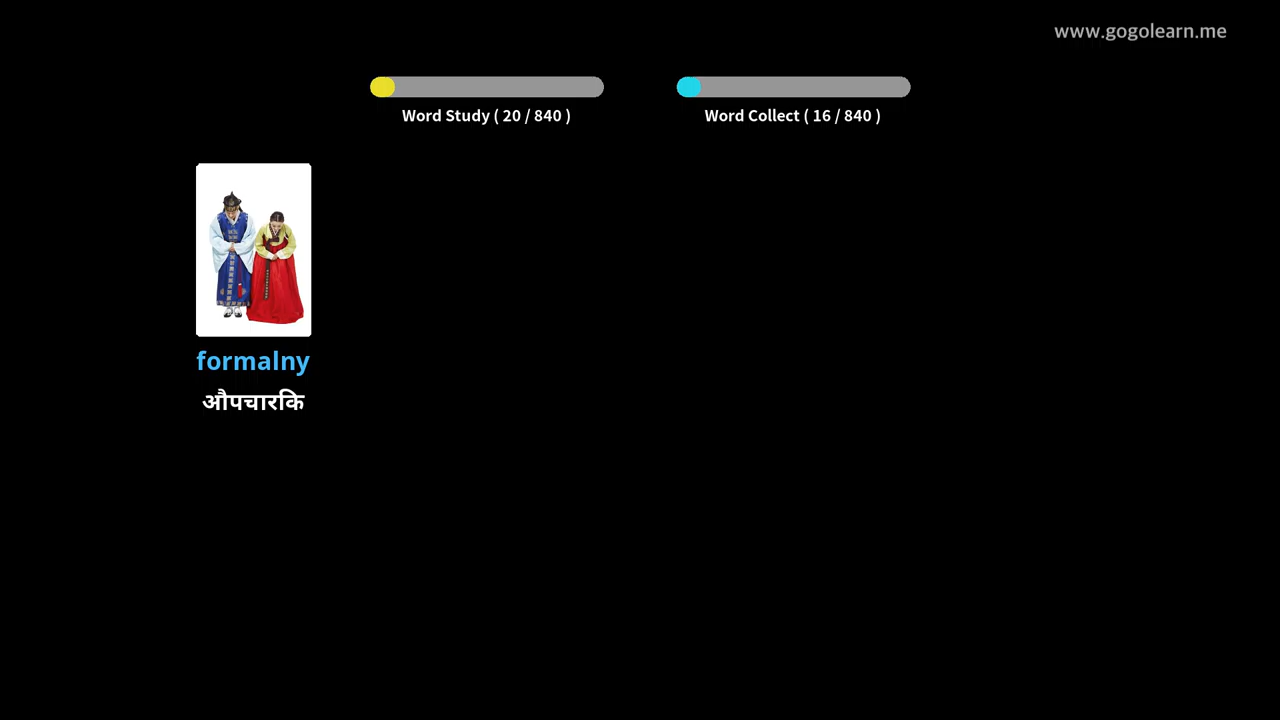 www.gogolearn.me
Word Study ( 20 / 840 )
Word Collect ( 16 / 840 )
formalny
औपचारकि